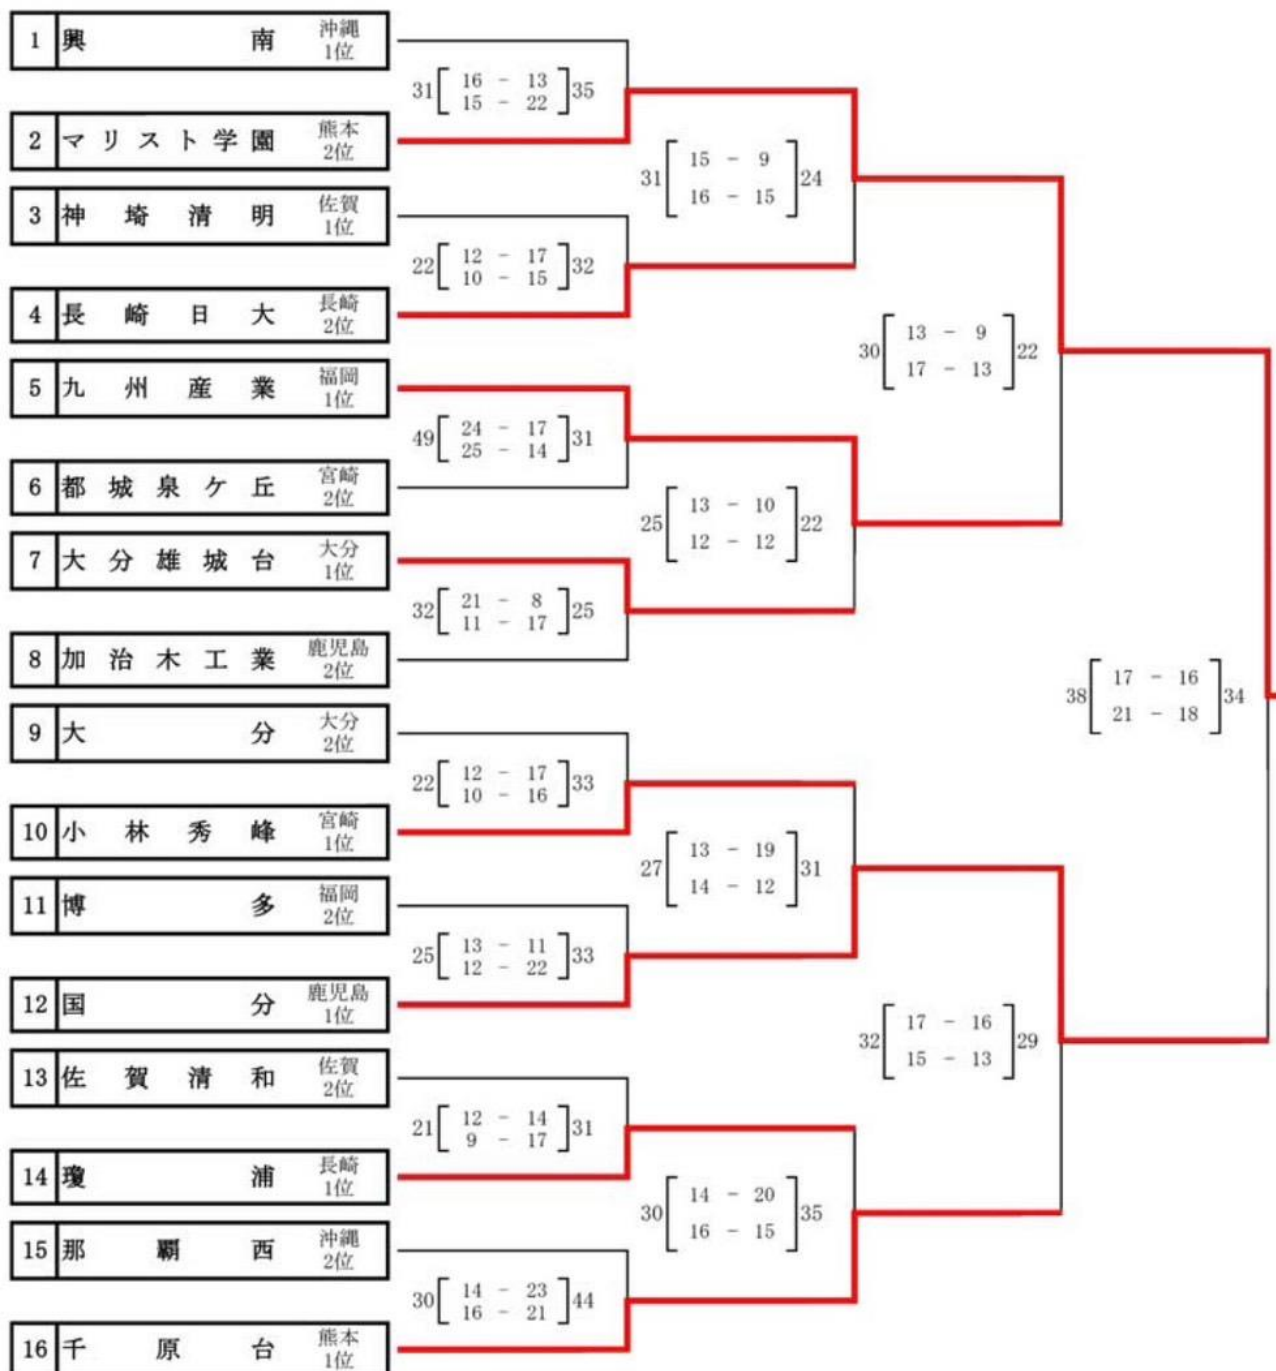 1 興南 沖縄 1位
31 [ 16 - 13 ] 35
15 - 22
2 マリスト学園 熊本 2位
31 [ 15 - 9 ] 24
16 - 15
3 神埼清明 佐賀 1位
22 [ 12 - 17 ] 32
10 - 15
4 長崎日大 長崎 2位
30 [ 13 - 9 ] 22
17 - 13
5 九州産業 福岡 1位
49 [ 24 - 17 ] 31
25 - 14
6 都城泉ケ丘 宮崎 2位
25 [ 13 - 10 ] 22
12 - 12
7 大分雄城台 大分 1位
32 [ 21 - 8 ] 25
11 - 17
8 加治木工業 鹿児島 2位
38 [ 17 - 16 ] 34
21 - 18
9 大分 大分 2位
22 [ 12 - 17 ] 33
10 - 16
10 小林秀峰 宮崎 1位
27 [ 13 - 19 ] 31
14 - 12
11 博多 福岡 2位
25 [ 13 - 11 ] 33
12 - 22
12 国分 鹿児島 1位
32 [ 17 - 16 ] 29
15 - 13
13 佐賀清和 佐賀 2位
21 [ 12 - 14 ] 31
9 - 17
14 瓊浦 長崎 1位
30 [ 14 - 20 ] 35
16 - 15
15 那覇西 沖縄 2位
30 [ 14 - 23 ] 44
16 - 21
16 千原台 熊本 1位